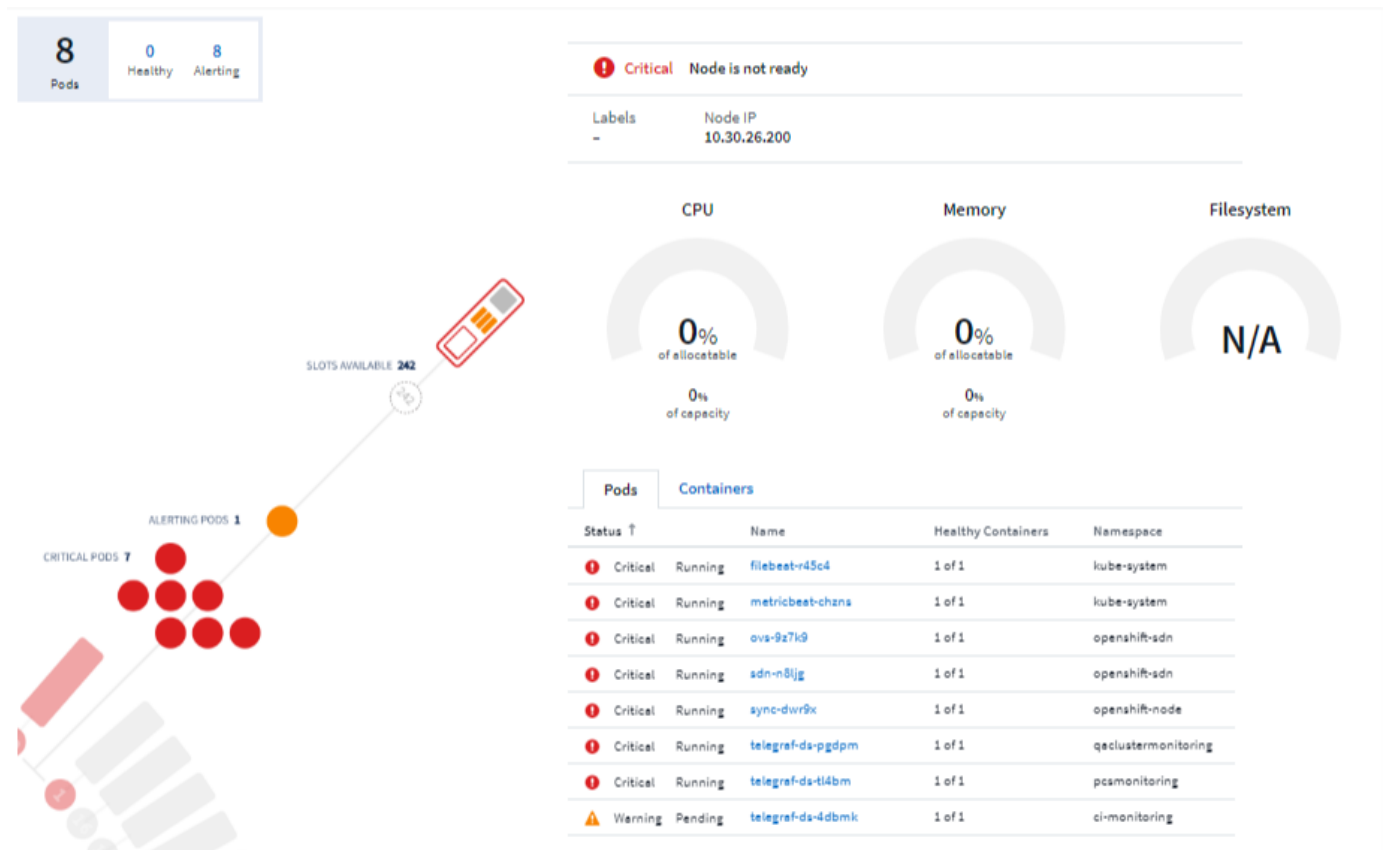 8
Pods
0
Healthy
8
Alerting
Critical Node is not ready
Labels
–
Node IP
10.30.26.200
CPU
0%
of allocatable
0%
of capacity
Memory
0%
of allocatable
0%
of capacity
Filesystem
N/A
SLOTS AVAILABLE 242
242
ALERTING PODS 1
CRITICAL PODS 7
Pods Containers
Status ↑ Name Healthy Containers Namespace
Critical Running filebeat-r45c4 1 of 1 kube-system
Critical Running metricbeat-chzns 1 of 1 kube-system
Critical Running ovs-9z7k9 1 of 1 openshift-sdn
Critical Running sdn-n8ljg 1 of 1 openshift-sdn
Critical Running sync-dwr9x 1 of 1 openshift-node
Critical Running telegraf-ds-pgdpm 1 of 1 qaclustermonitoring
Critical Running telegraf-ds-tl4bm 1 of 1 pcsmonitoring
Warning Pending telegraf-ds-4dbmk 1 of 1 ci-monitoring